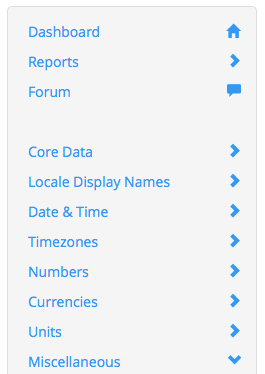 Dashboard
Reports
Forum
Core Data
Locale Display Names
Date & Time
Timezones
Numbers
Currencies
Units
Miscellaneous